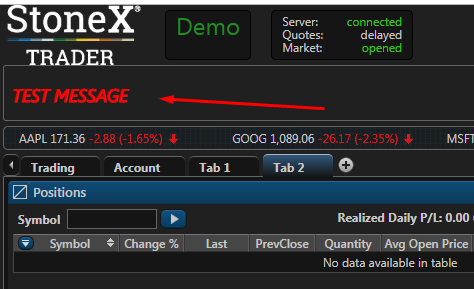 StoneX®
TRADER
Demo
Server: connected
Quotes: delayed
Market: opened
TEST MESSAGE
AAPL 171.36 -2.88 (-1.65%) GOOG 1,089.06 -26.17 (-2.35%) MSFT
Trading Account Tab 1 Tab 2
Positions
Symbol Realized Daily P/L: 0.00
Symbol Change % Last PrevClose Quantity Avg Open Price
No data available in table